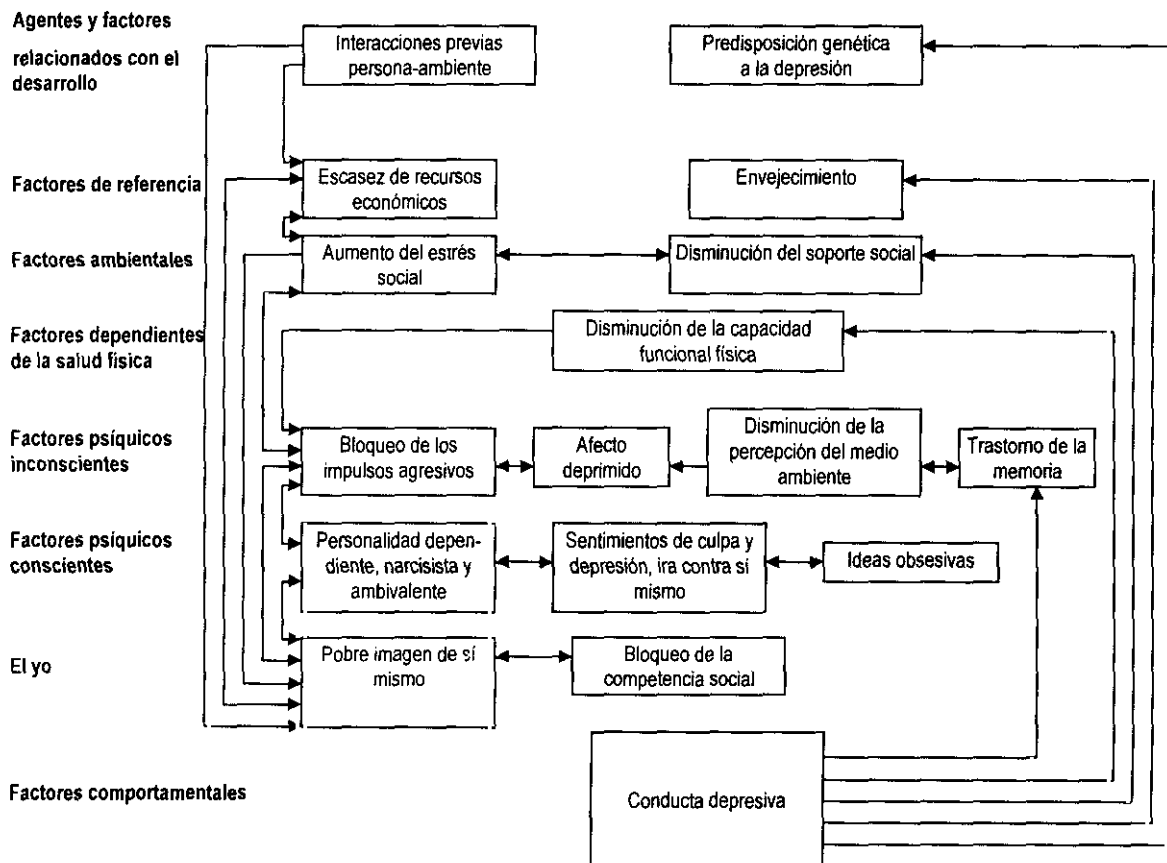 Agentes y factores
relacionados con el
desarrollo
Interacciones previas
persona-ambiente
Predisposición genética
a la depresión
Factores de referencia
Escasez de recursos
económicos
Envejecimiento
Factores ambientales
Aumento del estrés
social
Disminución del soporte social
Factores dependientes
de la salud física
Disminución de la capacidad
funcional física
Factores psíquicos
inconscientes
Bloqueo de los
impulsos agresivos
Afecto
deprimido
Disminución de la
percepción del medio
ambiente
Trastorno de la
memoria
Factores psíquicos
conscientes
Personalidad depen-
diente, narcisista y
ambivalente
Sentimientos de culpa y
depresión, ira contra sí
mismo
Ideas obsesivas
El yo
Pobre imagen de sí
mismo
Bloqueo de la
competencia social
Factores comportamentales
Conducta depresiva